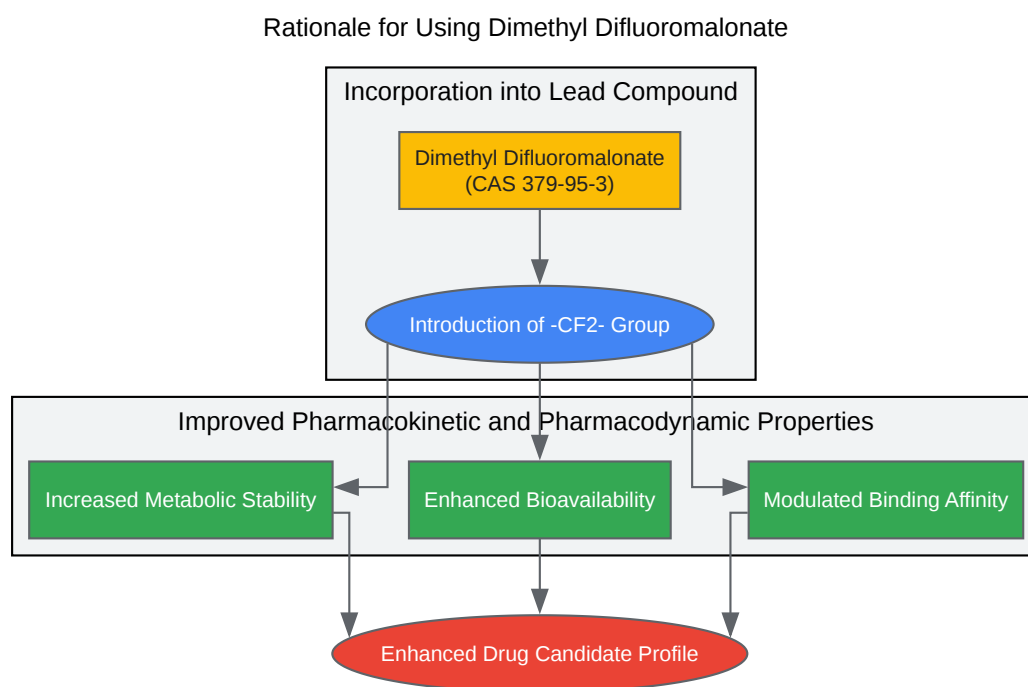 Rationale for Using Dimethyl Difluoromalonate
Incorporation into Lead Compound
Dimethyl Difluoromalonate
(CAS 379-95-3)
Introduction of -CF2- Group
Improved Pharmacokinetic and Pharmacodynamic Properties
Increased Metabolic Stability
Enhanced Bioavailability
Modulated Binding Affinity
Enhanced Drug Candidate Profile